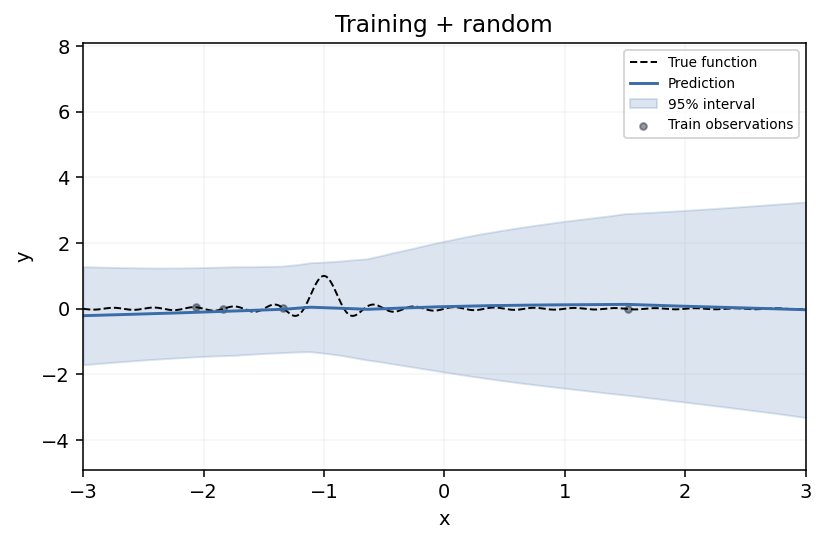 Training + random
8
6
4
2
0
−2
−4
y
−3
−2
−1
0
1
2
3
x
True function
Prediction
95% interval
Train observations